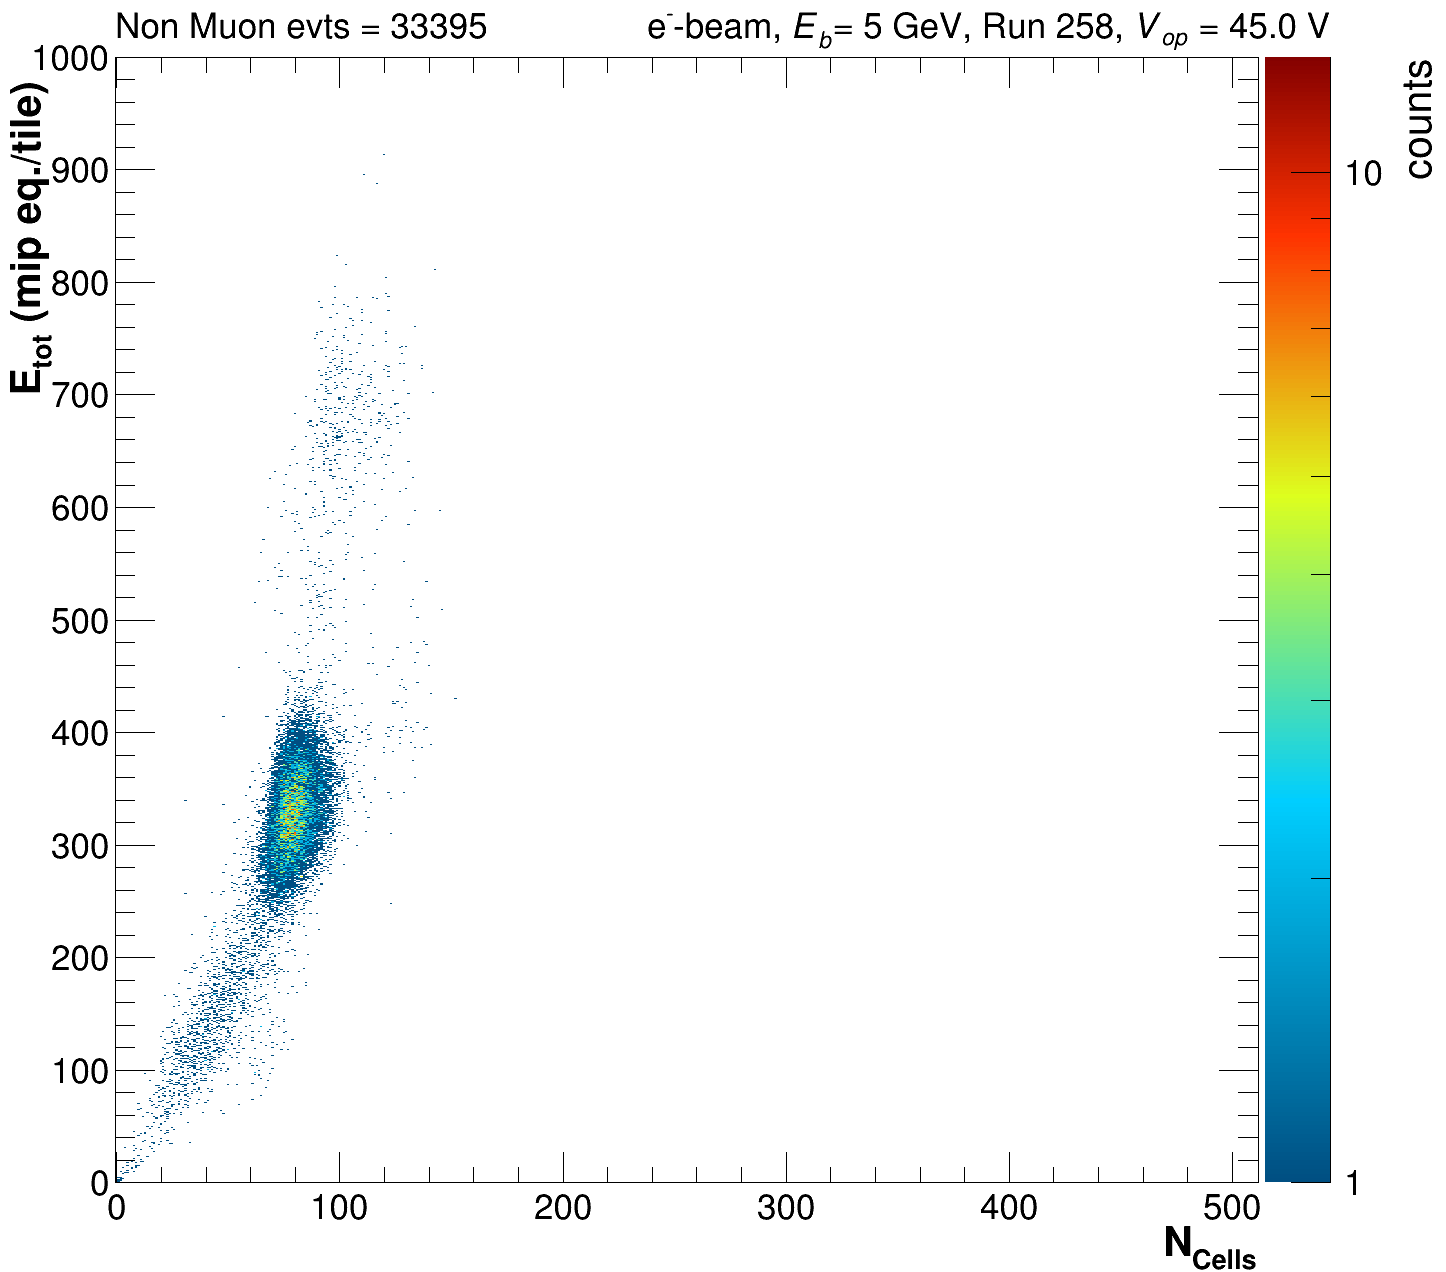 Non Muon evts = 33395
e⁻-beam, E_b= 5 GeV, Run 258, V_op = 45.0 V
E_tot (mip eq./tile)
1000
900
800
700
600
500
400
300
200
100
0
0 100 200 300 400 500
N_Cells
counts
10
1